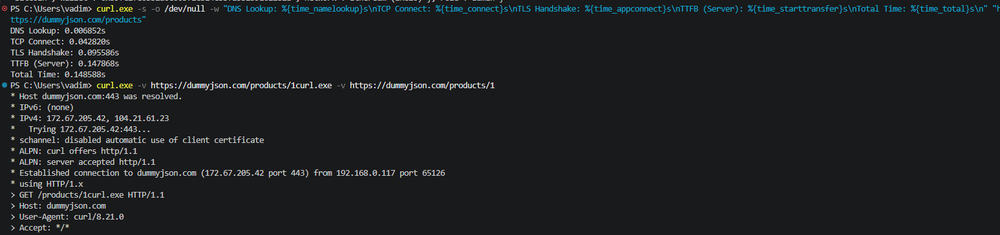 PS C:\Users\vadim> curl.exe -s -o /dev/null -w "DNS Lookup: %{time_namelookup}s\nTCP Connect: %{time_connect}s\nTLS Handshake: %{time_appconnect}s\nTTFB (Server): %{time_starttransfer}s\nTotal Time: %{time_total}s\n" "h
ttps://dummyjson.com/products"
DNS Lookup: 0.006852s
TCP Connect: 0.042820s
TLS Handshake: 0.095586s
TTFB (Server): 0.147868s
Total Time: 0.148588s
PS C:\Users\vadim> curl.exe -v https://dummyjson.com/products/1curl.exe -v https://dummyjson.com/products/1
* Host dummyjson.com:443 was resolved.
* IPv6: (none)
* IPv4: 172.67.205.42, 104.21.61.23
*   Trying 172.67.205.42:443...
* schannel: disabled automatic use of client certificate
* ALPN: curl offers http/1.1
* ALPN: server accepted http/1.1
* Established connection to dummyjson.com (172.67.205.42 port 443) from 192.168.0.117 port 65126
* using HTTP/1.x
> GET /products/1curl.exe HTTP/1.1
> Host: dummyjson.com
> User-Agent: curl/8.21.0
> Accept: */*